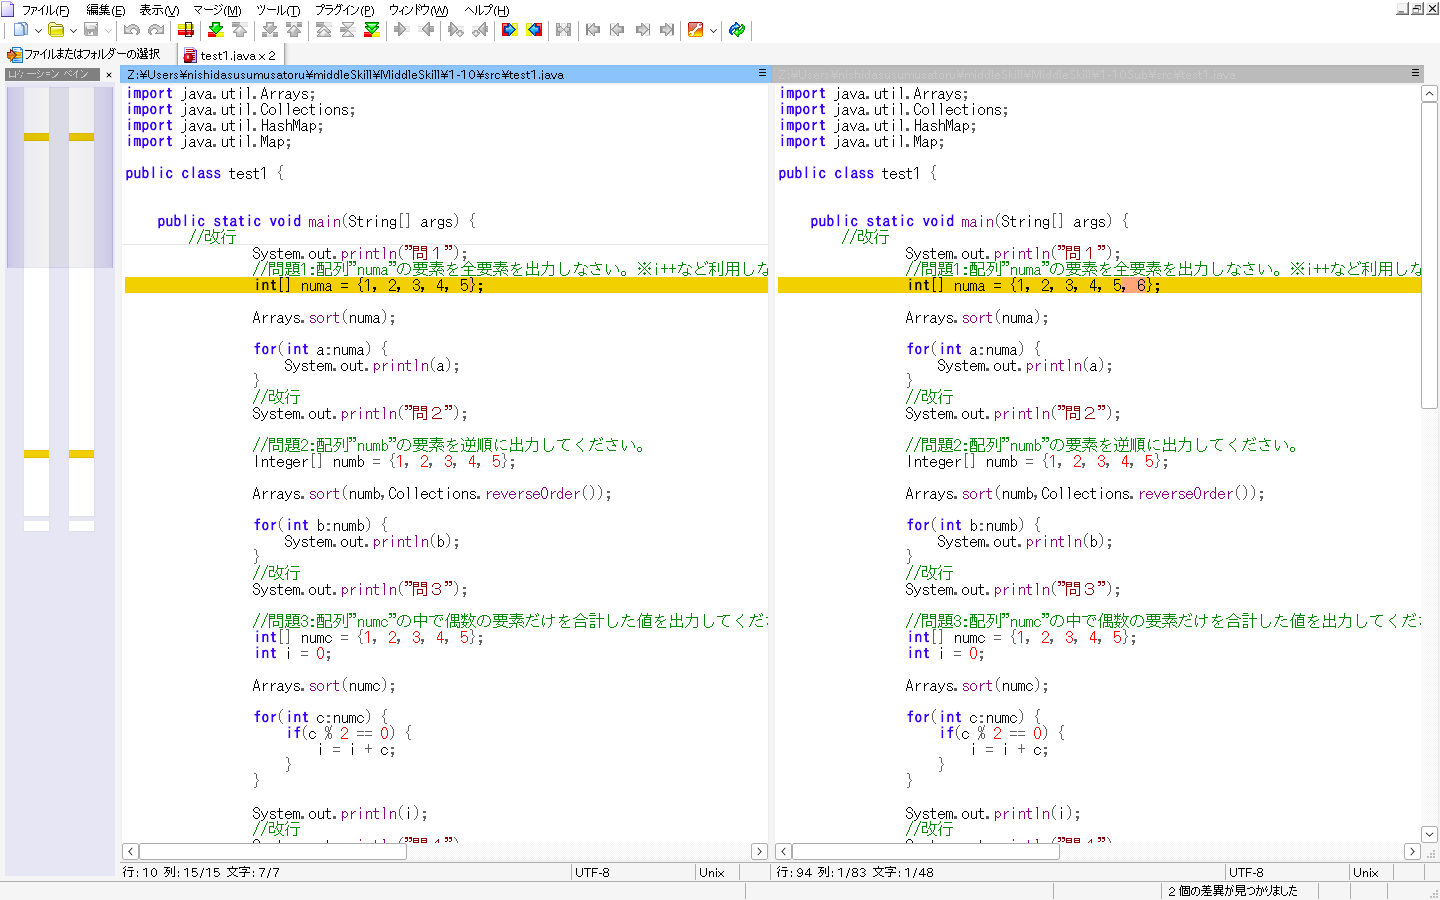 ファイル(F) 編集(E) 表示(V) マージ(M) ツール(T) プラグイン(P) ウィンドウ(W) ヘルプ(H)
ファイルまたはフォルダーの選択 test1.java x 2
ロケーション ペイン ×
Z:¥Users¥nishidasusumusatoru¥middleSkill¥MiddleSkill¥1-10¥src¥test1.java
import java.util.Arrays;
import java.util.Collections;
import java.util.HashMap;
import java.util.Map;
public class test1 {
public static void main(String[] args) {
//改行
System.out.println("問１");
//問題1:配列"numa"の要素を全要素を出力しなさい。※i++など利用しな
int[] numa = {1, 2, 3, 4, 5};
Arrays.sort(numa);
for(int a:numa) {
System.out.println(a);
}
//改行
System.out.println("問２");
//問題2:配列"numb"の要素を逆順に出力してください。
Integer[] numb = {1, 2, 3, 4, 5};
Arrays.sort(numb,Collections.reverseOrder());
for(int b:numb) {
System.out.println(b);
}
//改行
System.out.println("問３");
//問題3:配列"numc"の中で偶数の要素だけを合計した値を出力してくだ
int[] numc = {1, 2, 3, 4, 5};
int i = 0;
Arrays.sort(numc);
for(int c:numc) {
if(c % 2 == 0) {
i = i + c;
}
}
System.out.println(i);
//改行
Z:¥Users¥nishidasusumusatoru¥middleSkill¥MiddleSkill¥1-10Sub¥src¥test1.java
import java.util.Arrays;
import java.util.Collections;
import java.util.HashMap;
import java.util.Map;
public class test1 {
public static void main(String[] args) {
//改行
System.out.println("問１");
//問題1:配列"numa"の要素を全要素を出力しなさい。※i++など利用しな
int[] numa = {1, 2, 3, 4, 5, 6};
Arrays.sort(numa);
for(int a:numa) {
System.out.println(a);
}
//改行
System.out.println("問２");
//問題2:配列"numb"の要素を逆順に出力してください。
Integer[] numb = {1, 2, 3, 4, 5};
Arrays.sort(numb,Collections.reverseOrder());
for(int b:numb) {
System.out.println(b);
}
//改行
System.out.println("問３");
//問題3:配列"numc"の中で偶数の要素だけを合計した値を出力してくだ
int[] numc = {1, 2, 3, 4, 5};
int i = 0;
Arrays.sort(numc);
for(int c:numc) {
if(c % 2 == 0) {
i = i + c;
}
}
System.out.println(i);
//改行
行: 10 列: 15/15 文字: 7/7 UTF-8 Unix
行: 94 列: 1/83 文字: 1/48 UTF-8 Unix
2 個の差異が見つかりました